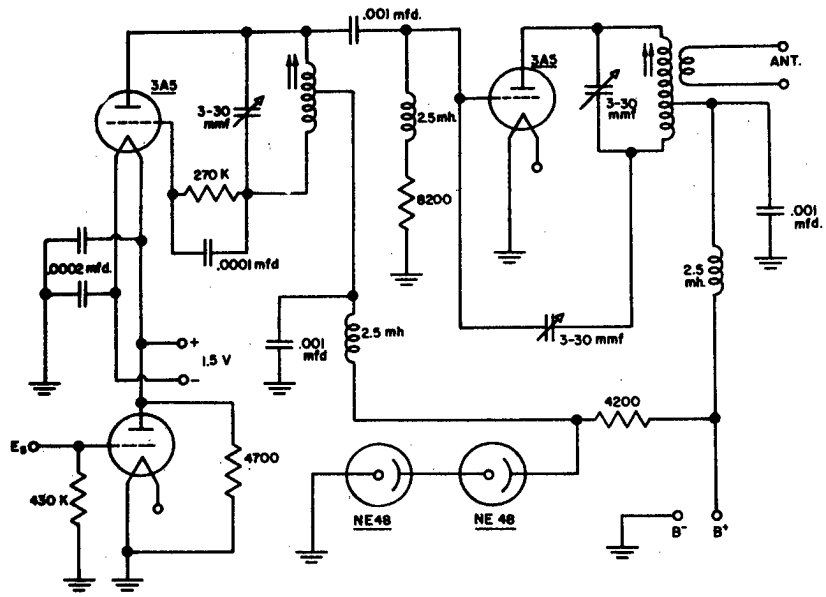 .001 mfd.
3A5
3A5
ANT.
3-30
mmf
2.5mh.
3-30
mmf
270 K
8200
.0001 mfd
.0002 mfd.
.001
mfd.
2.5
mh.
+
1.5 V
−
.001
mfd
2.5 mh
3-30 mmf
4200
Es
430 K
4700
NE48
NE 48
B-
B+